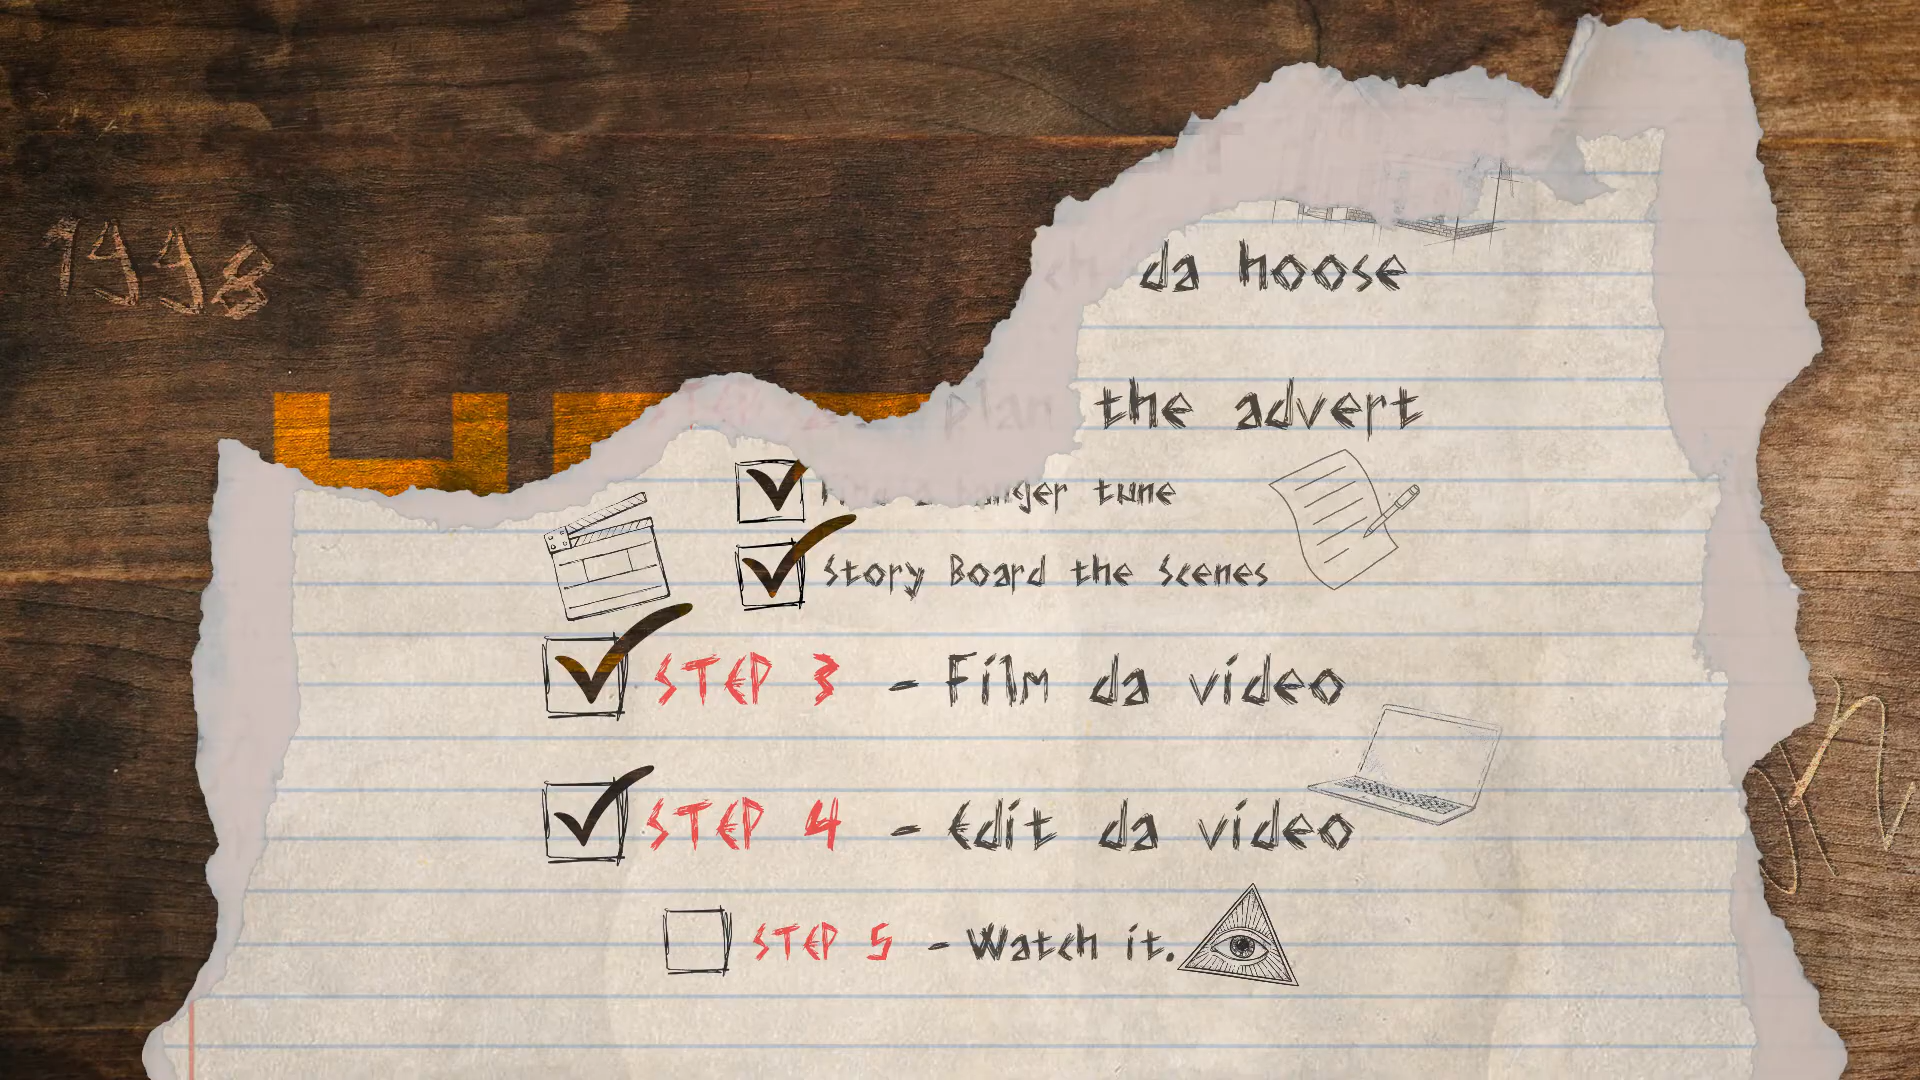 1998
da hoose
plan the advert
tune
Story Board the Scenes
STEP 3 - Film da video
STEP 4 - Edit da video
STEP 5 - Watch it.